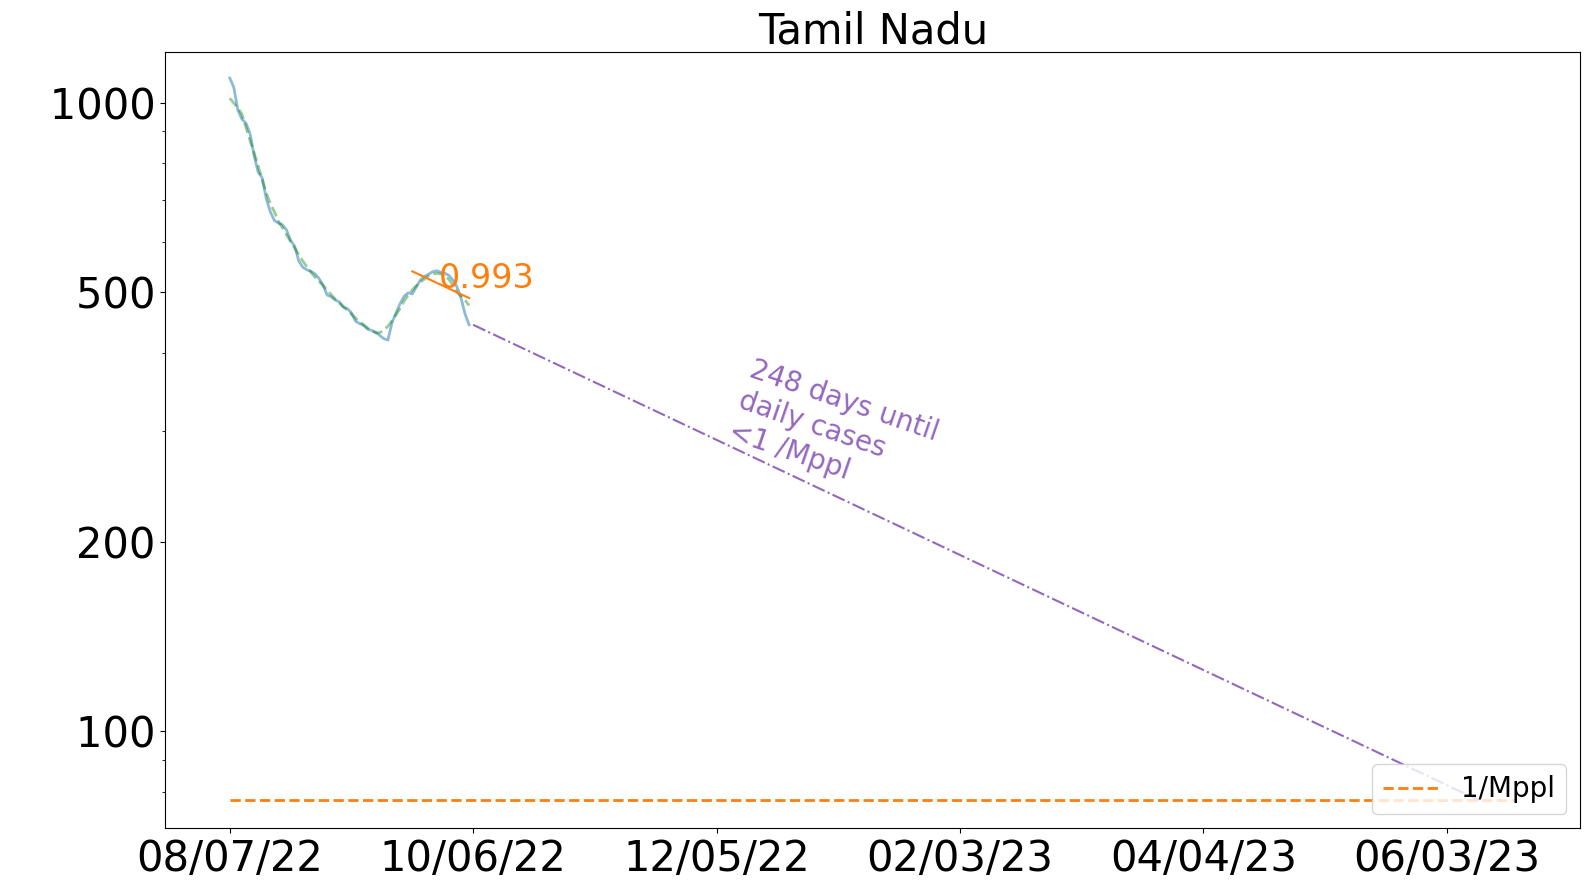 Tamil Nadu
1000
500
200
100
0.993
248 days until
daily cases
<1 /Mppl
1/Mppl
08/07/22
10/06/22
12/05/22
02/03/23
04/04/23
06/03/23